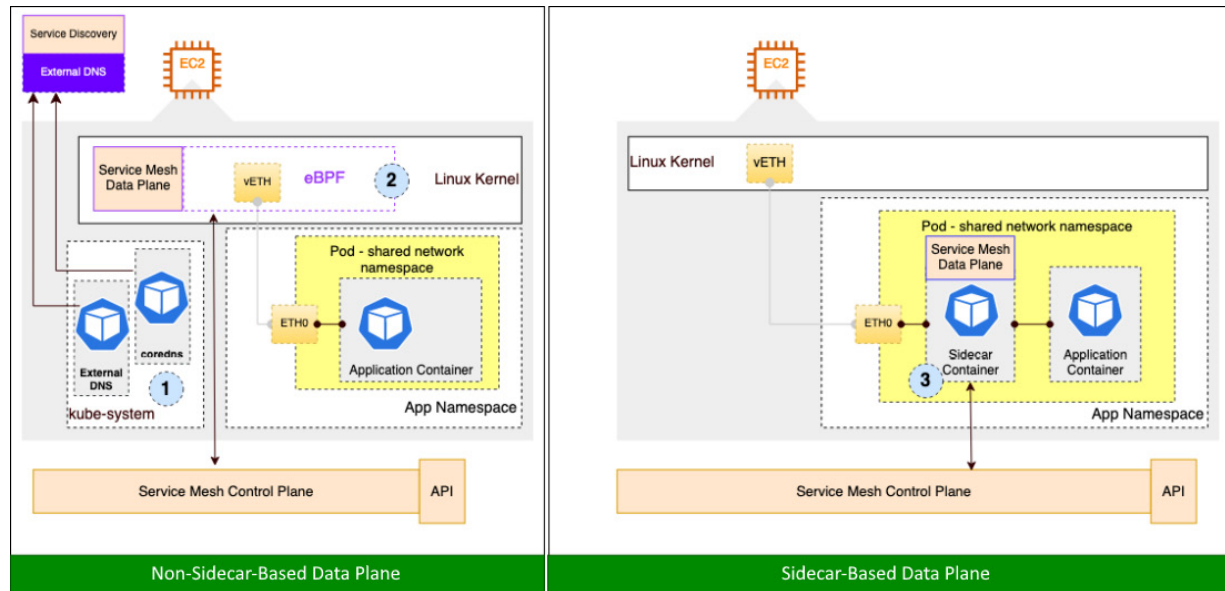 Service Discovery
External DNS
EC2
Service Mesh
Data Plane
vETH
eBPF
2
Linux Kernel
Pod - shared network
namespace
coredns
External
DNS
1
kube-system
ETH0
Application Container
App Namespace
Service Mesh Control Plane
API
Non-Sidecar-Based Data Plane
EC2
Linux Kernel
vETH
Pod - shared network namespace
Service Mesh
Data Plane
ETH0
Sidecar
Container
3
Application
Container
App Namespace
Service Mesh Control Plane
API
Sidecar-Based Data Plane